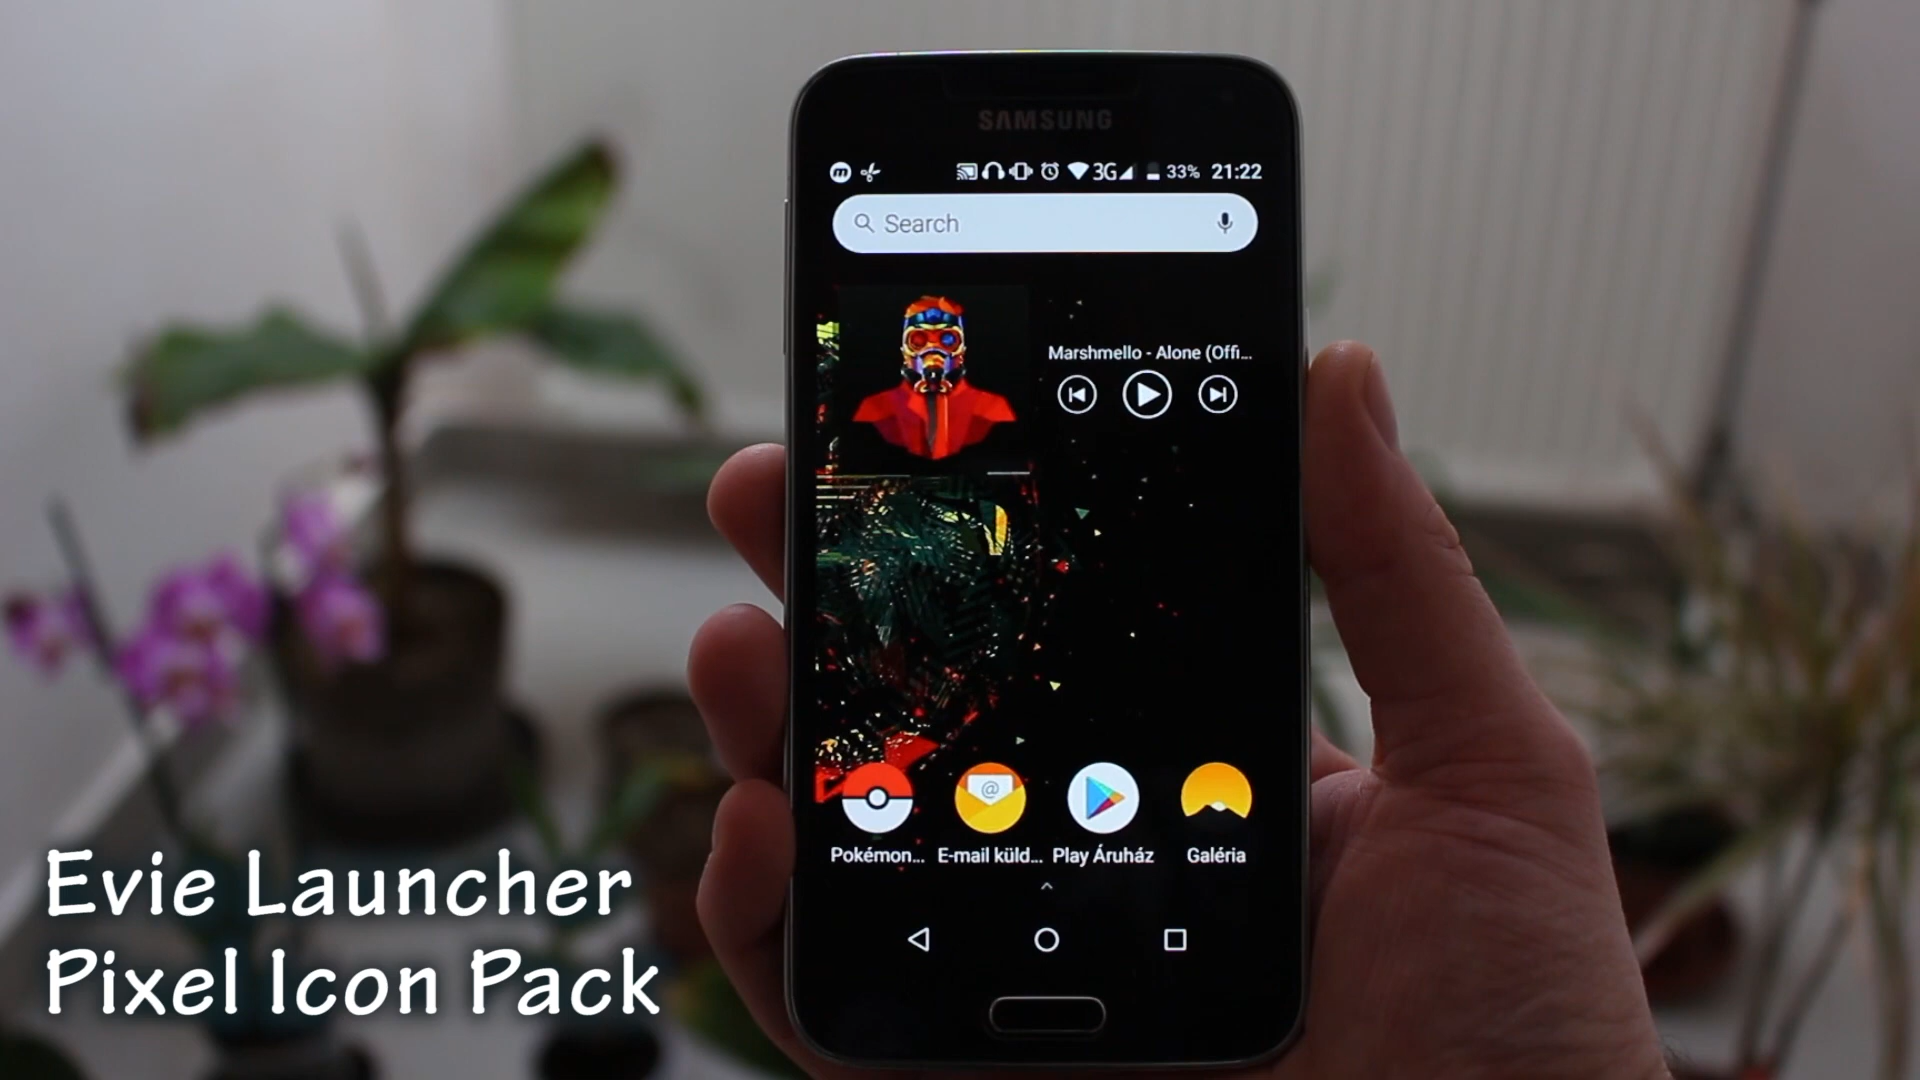 SAMSUNG
3G 33% 21:22
Search
Marshmello - Alone (Offi...
Pokémon... E-mail küld... Play Áruház Galéria
Evie Launcher
Pixel Icon Pack